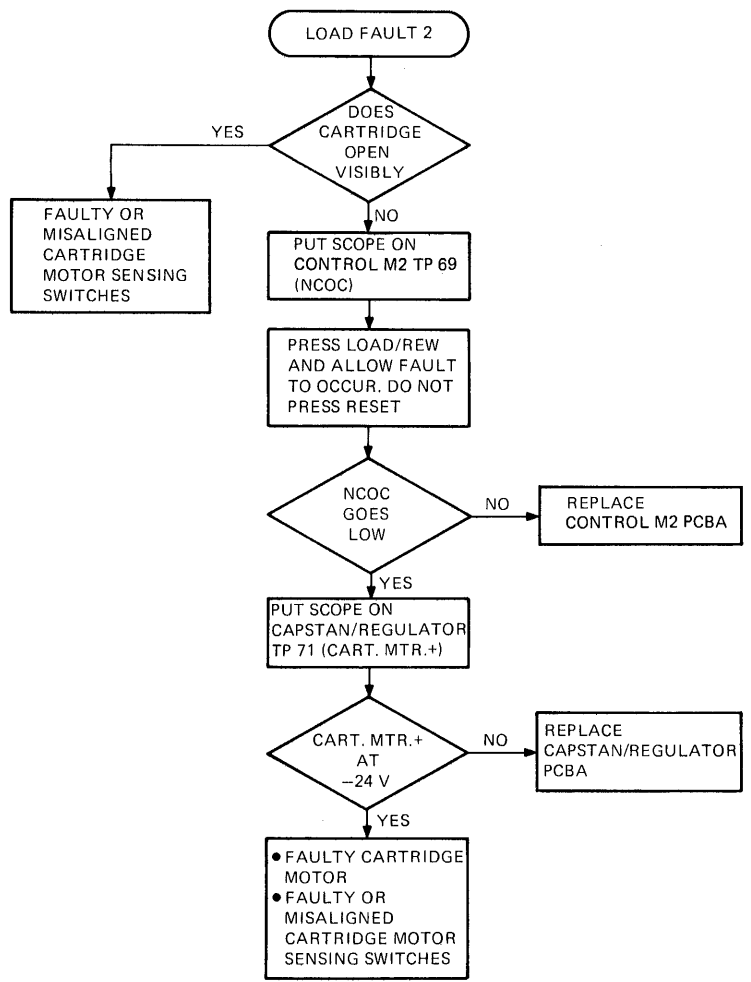 LOAD FAULT 2
DOES
CARTRIDGE
OPEN
VISIBLY
YES
FAULTY OR
MISALIGNED
CARTRIDGE
MOTOR SENSING
SWITCHES
NO
PUT SCOPE ON
CONTROL M2 TP 69
(NCOC)
PRESS LOAD/REW
AND ALLOW FAULT
TO OCCUR. DO NOT
PRESS RESET
NCOC
GOES
LOW
NO
REPLACE
CONTROL M2 PCBA
YES
PUT SCOPE ON
CAPSTAN/REGULATOR
TP 71 (CART. MTR.+)
CART. MTR.+
AT
—24 V
NO
REPLACE
CAPSTAN/REGULATOR
PCBA
YES
● FAULTY CARTRIDGE
MOTOR
● FAULTY OR
MISALIGNED
CARTRIDGE MOTOR
SENSING SWITCHES